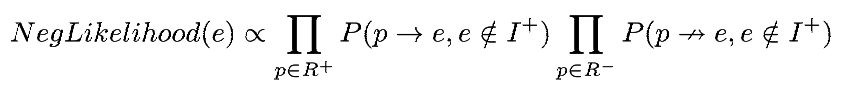 NegLikelihood(e) ∝ ∏_{p∈R⁺} P(p → e, e ∉ I⁺) ∏_{p∈R⁻} P(p ↛ e, e ∉ I⁺)